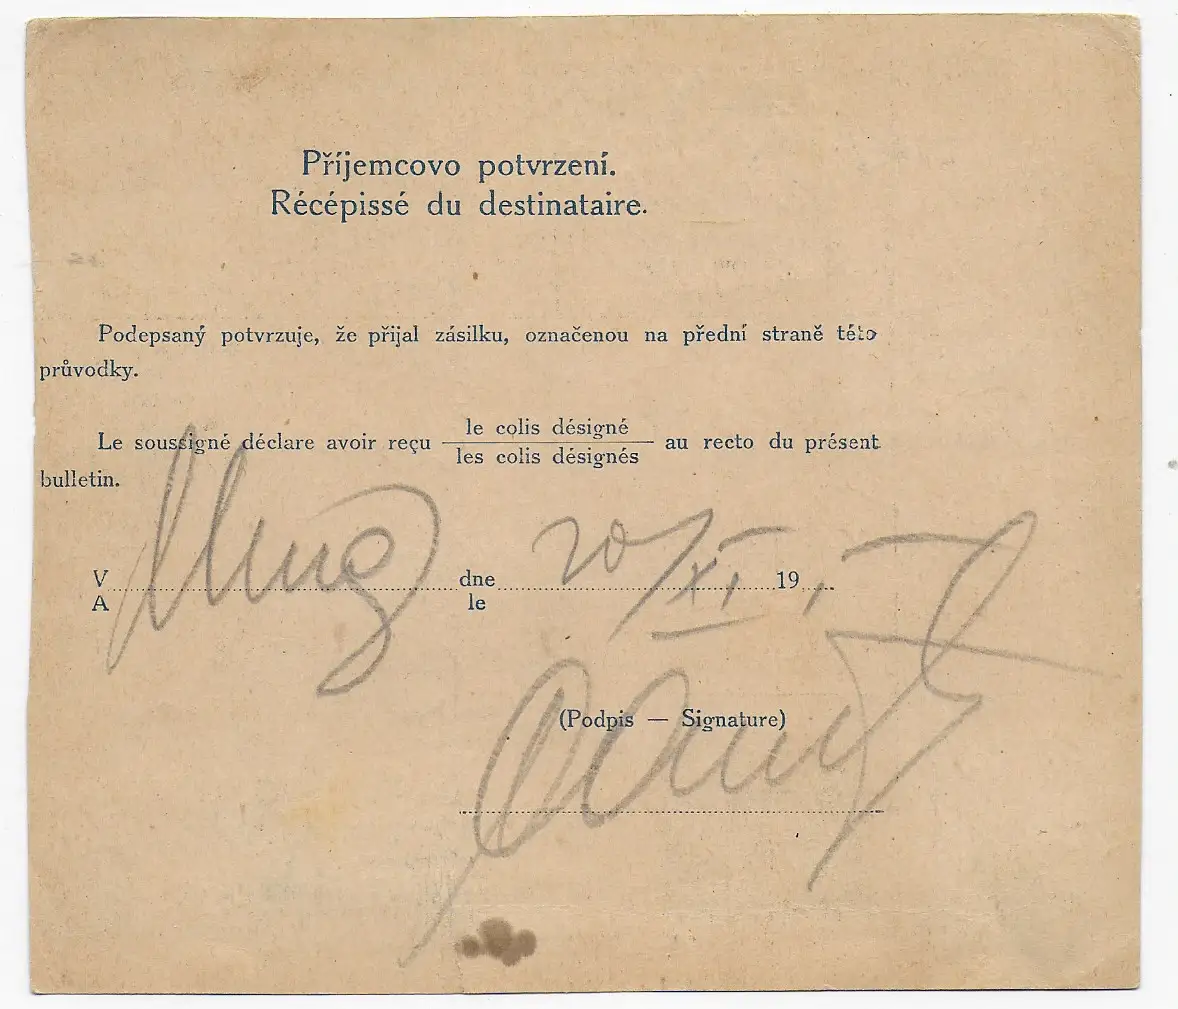 Příjemcovo potvrzení.
Récépissé du destinataire.
Podepsaný potvrzuje, že přijal zásilku, označenou na přední straně této
průvodky.
Le soussigné déclare avoir reçu le colis désigné
les colis désignés au recto du présent
bulletin.
V dne 20/XI. 19
A le
(Podpis — Signature)